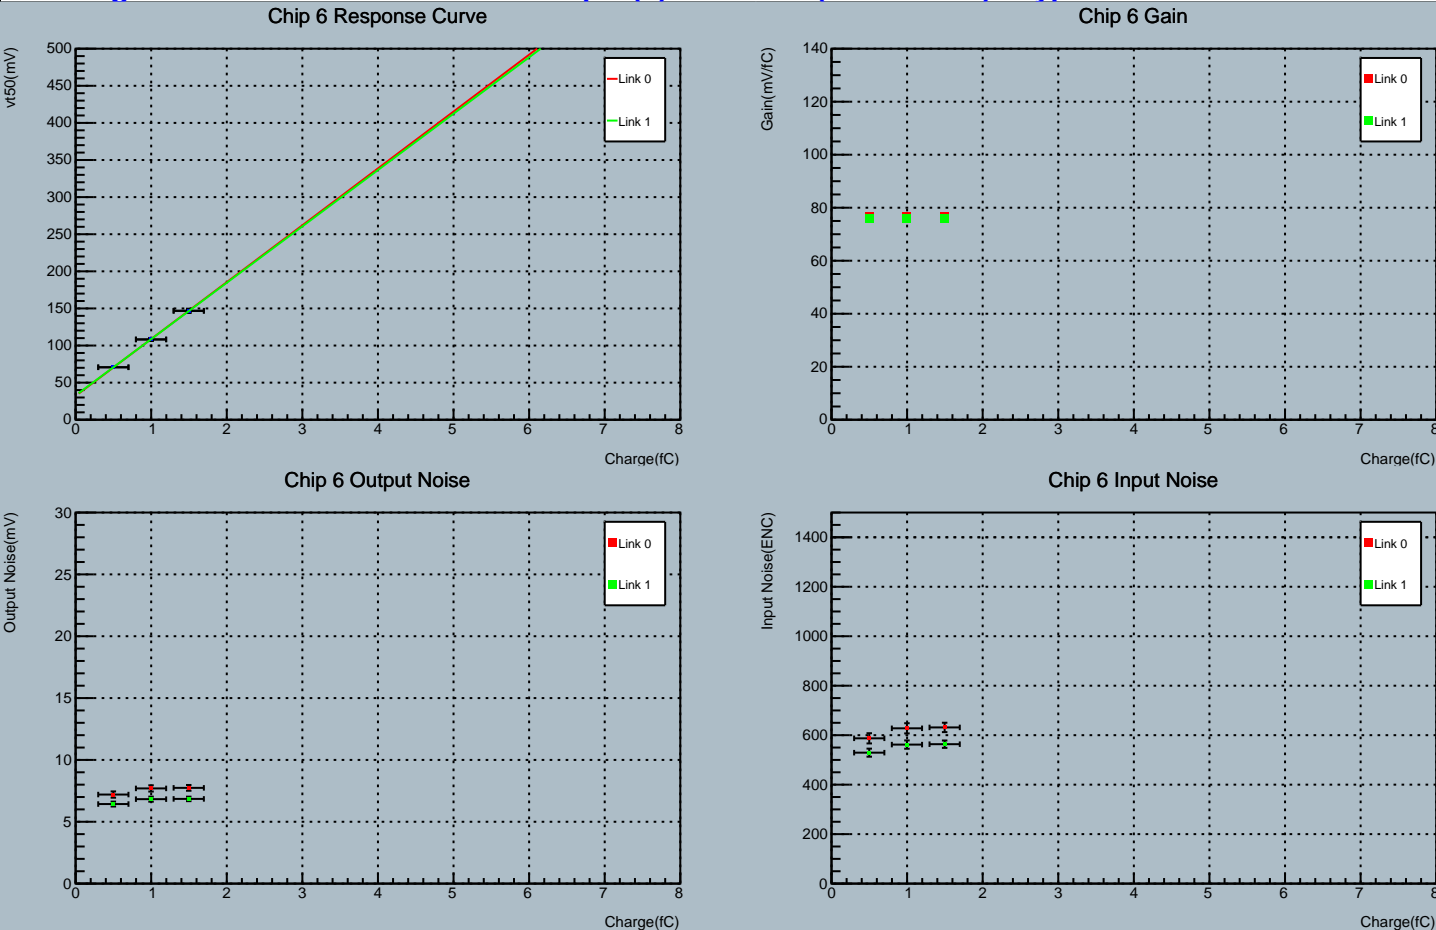 Chip 6 Response Curve
vt50(mV)
500
450
400
350
300
250
200
150
100
50
0
0 1 2 3 4 5 6 7 8
Charge(fC)
Link 0
Link 1
Chip 6 Gain
Gain(mV/fC)
140
120
100
80
60
40
20
0
0 1 2 3 4 5 6 7 8
Charge(fC)
Link 0
Link 1
Chip 6 Output Noise
Output Noise(mV)
30
25
20
15
10
5
0
0 1 2 3 4 5 6 7 8
Charge(fC)
Link 0
Link 1
Chip 6 Input Noise
Input Noise(ENC)
1400
1200
1000
800
600
400
200
0
0 1 2 3 4 5 6 7 8
Charge(fC)
Link 0
Link 1